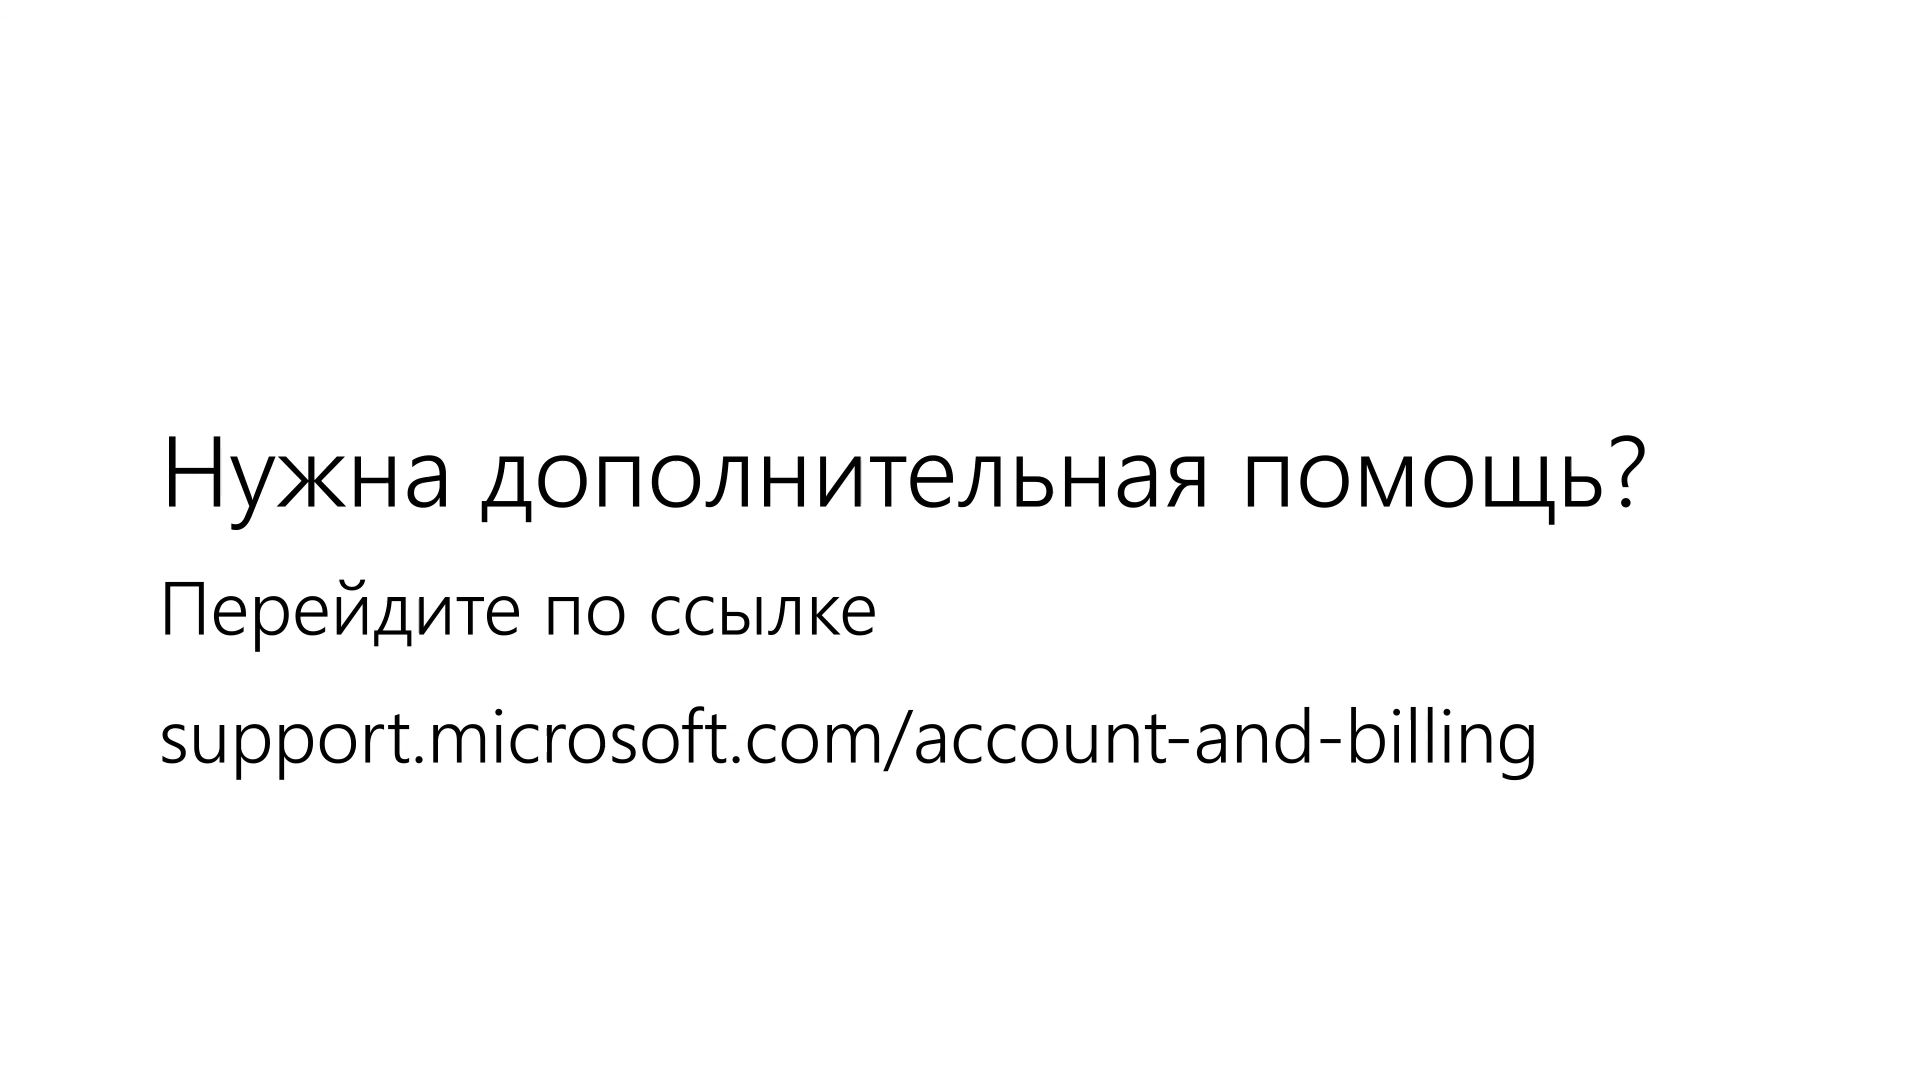 Нужна дополнительная помощь?
Перейдите по ссылке
support.microsoft.com/account-and-billing